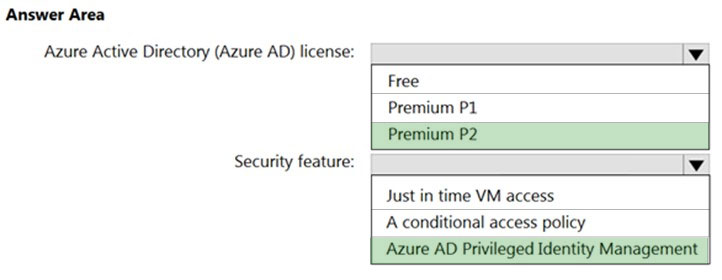 Answer Area
Azure Active Directory (Azure AD) license:
Free
Premium P1
Premium P2
Security feature:
Just in time VM access
A conditional access policy
Azure AD Privileged Identity Management